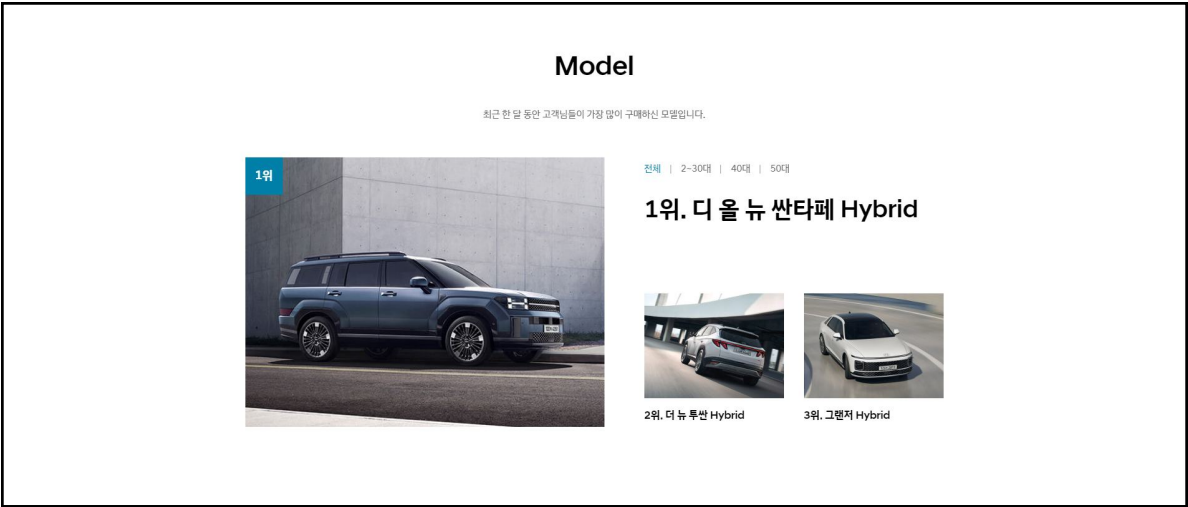 Model
최근 한 달 동안 고객님들이 가장 많이 구매하신 모델입니다.
1위
전체 | 2-30대 | 40대 | 50대
1위. 디 올 뉴 싼타페 Hybrid
2위. 더 뉴 투싼 Hybrid
3위. 그랜저 Hybrid